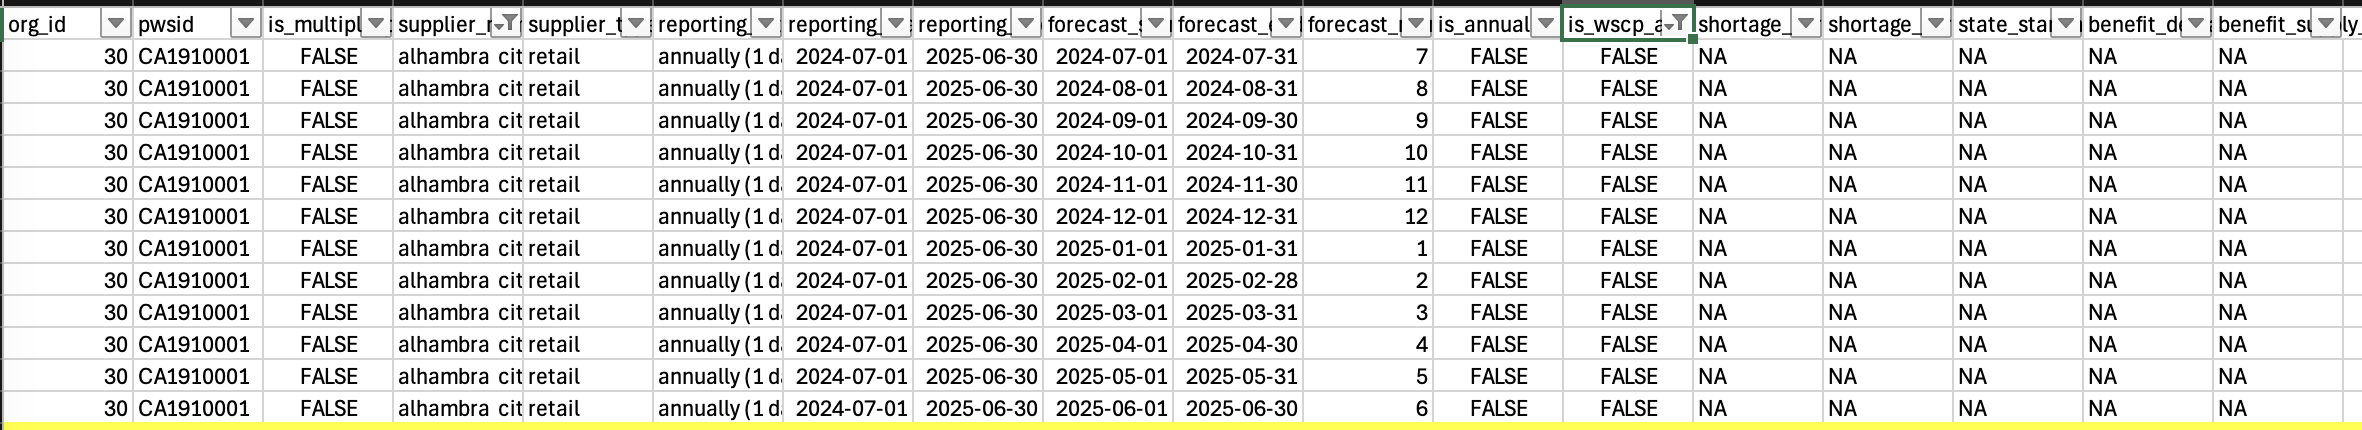 org_id pwsid is_multipl supplier_r supplier_t reporting_ reporting_ reporting_ forecast_s forecast_ forecast_ is_annual is_wscp_a shortage_ shortage_ state_sta benefit_de benefit_su ly_
30 CA1910001 FALSE alhambra cit retail annually (1 d 2024-07-01 2025-06-30 2024-07-01 2024-07-31 7 FALSE FALSE NA NA NA NA NA
30 CA1910001 FALSE alhambra cit retail annually (1 d 2024-07-01 2025-06-30 2024-08-01 2024-08-31 8 FALSE FALSE NA NA NA NA NA
30 CA1910001 FALSE alhambra cit retail annually (1 d 2024-07-01 2025-06-30 2024-09-01 2024-09-30 9 FALSE FALSE NA NA NA NA NA
30 CA1910001 FALSE alhambra cit retail annually (1 d 2024-07-01 2025-06-30 2024-10-01 2024-10-31 10 FALSE FALSE NA NA NA NA NA
30 CA1910001 FALSE alhambra cit retail annually (1 d 2024-07-01 2025-06-30 2024-11-01 2024-11-30 11 FALSE FALSE NA NA NA NA NA
30 CA1910001 FALSE alhambra cit retail annually (1 d 2024-07-01 2025-06-30 2024-12-01 2024-12-31 12 FALSE FALSE NA NA NA NA NA
30 CA1910001 FALSE alhambra cit retail annually (1 d 2024-07-01 2025-06-30 2025-01-01 2025-01-31 1 FALSE FALSE NA NA NA NA NA
30 CA1910001 FALSE alhambra cit retail annually (1 d 2024-07-01 2025-06-30 2025-02-01 2025-02-28 2 FALSE FALSE NA NA NA NA NA
30 CA1910001 FALSE alhambra cit retail annually (1 d 2024-07-01 2025-06-30 2025-03-01 2025-03-31 3 FALSE FALSE NA NA NA NA NA
30 CA1910001 FALSE alhambra cit retail annually (1 d 2024-07-01 2025-06-30 2025-04-01 2025-04-30 4 FALSE FALSE NA NA NA NA NA
30 CA1910001 FALSE alhambra cit retail annually (1 d 2024-07-01 2025-06-30 2025-05-01 2025-05-31 5 FALSE FALSE NA NA NA NA NA
30 CA1910001 FALSE alhambra cit retail annually (1 d 2024-07-01 2025-06-30 2025-06-01 2025-06-30 6 FALSE FALSE NA NA NA NA NA